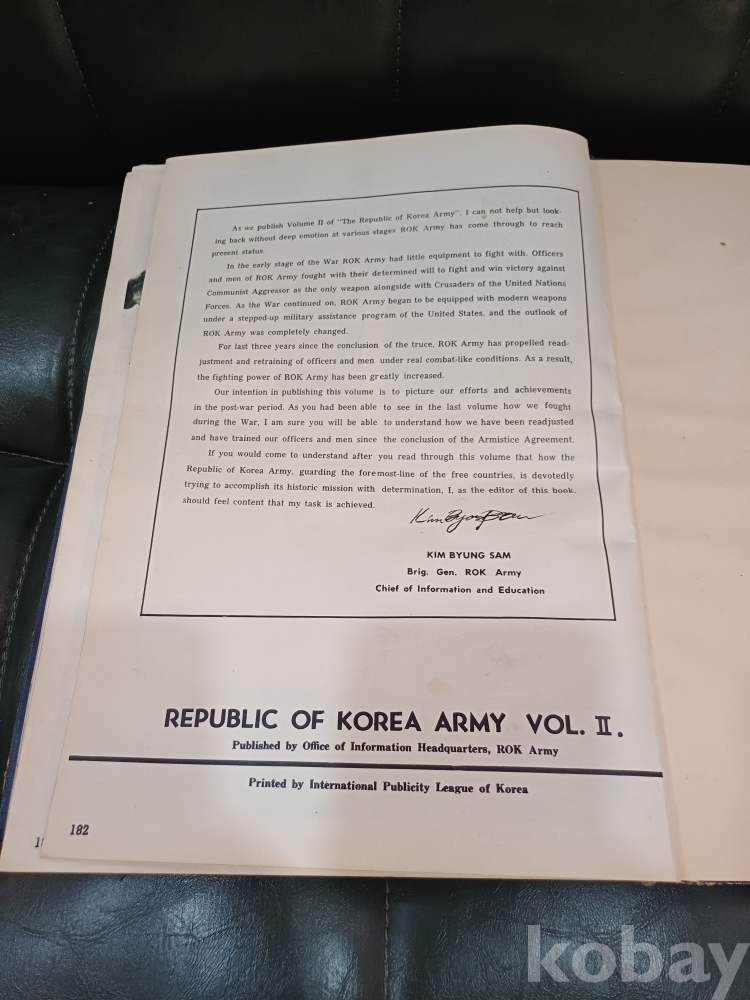 As we publish Volume II of "The Republic of Korea Army", I can not help but look-
ing back without deep emotion at various stages ROK Army has come through to reach
present status.
In the early stage of the War ROK Army had little equipment to fight with. Officers
and men of ROK Army fought with their determined will to fight and win victory against
Communist Aggressor as the only weapon alongwith Crusaders of the United Nations
Forces. As the War continued on, ROK Army began to be equipped with modern weapons
under a stepped-up military assistance program of the United States, and the outlook of
ROK Army was completely changed.
For last three years since the conclusion of the truce, ROK Army has propelled read-
justment and retraining of officers and men under real combat-like conditions. As a result,
the fighting power of ROK Army has been greatly increased.
Our intention in publishing this volume is to picture our efforts and achievements
in the post-war period. As you had been able to see in the last volume how we fought
during the War, I am sure you will be able to understand how we have been readjusted
and have trained our officers and men since the conclusion of the Armistice Agreement.
If you would come to understand after you read through this volume that how the
Republic of Korea Army, guarding the foremost-line of the free countries, is devotedly
trying to accomplish its historic mission with determination, I, as the editor of this book,
should feel content that my task is achieved.
KIM BYUNG SAM
Brig. Gen. ROK Army
Chief of Information and Education
REPUBLIC OF KOREA ARMY VOL. II.
Published by Office of Information Headquarters, ROK Army
Printed by International Publicity League of Korea
182
kobay